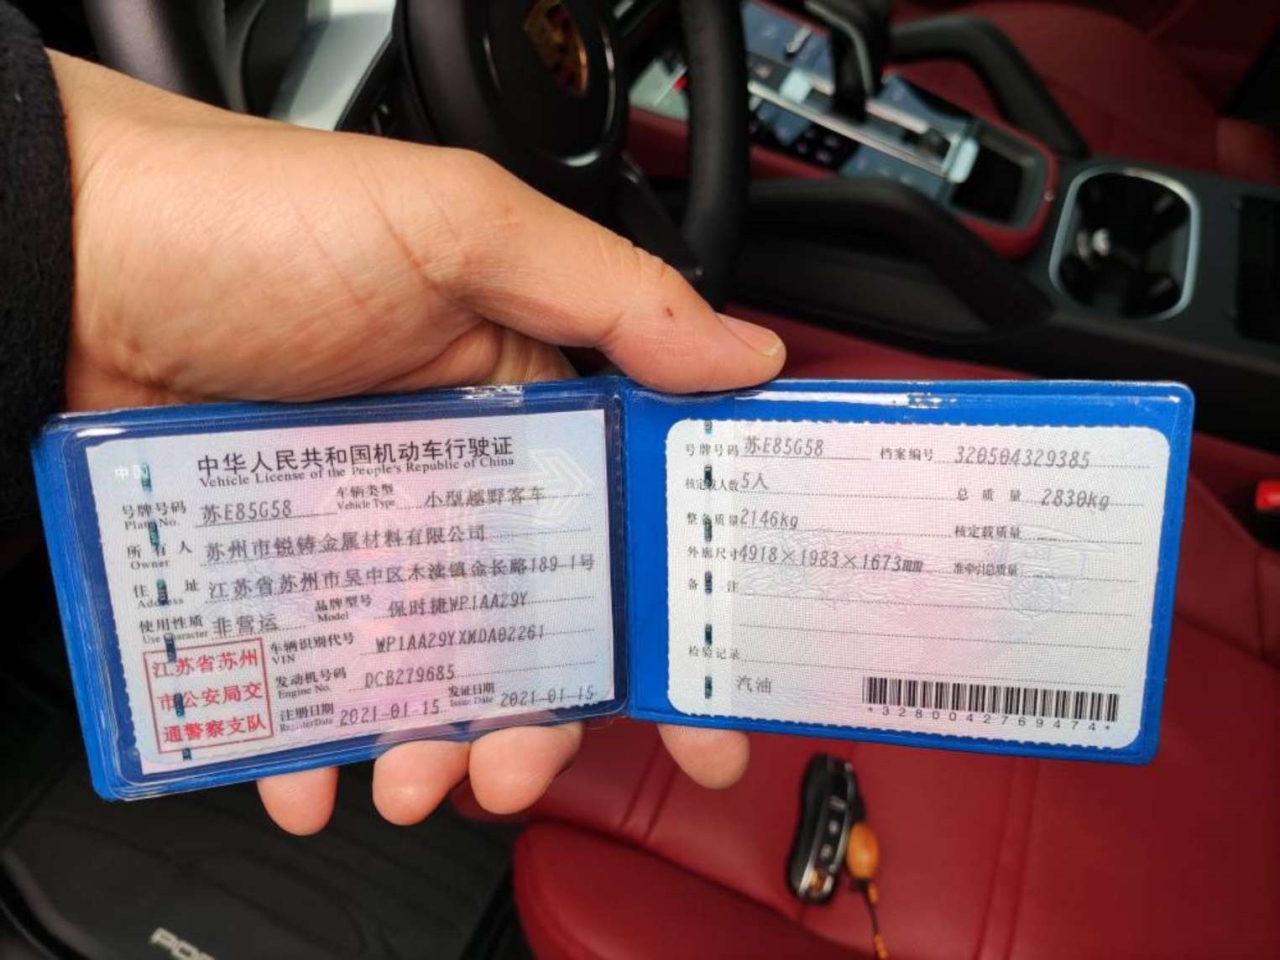 中华人民共和国机动车行驶证
Vehicle License of the People's Republic of China
号牌号码 苏E85G58 车辆类型 小型越野客车
Plate No. Vehicle Type
所有人 苏州市锐铸金属材料有限公司
Owner
住址 江苏省苏州市吴中区木渎镇金长路189-1号
Address
使用性质 非营运 品牌型号 保时捷WP1AA29Y
Use Character Model
江苏省苏州
市公安局交
通警察支队
车辆识别代号 WP1AA29YXMDA02261
VIN
发动机号码 DCB279685
Engine No.
注册日期 2021-01-15 发证日期 2021-01-15
Register Date Issue Date
号牌号码 苏E85G58 档案编号 320504329385
核定载人数 5人 总质量 2830kg
整备质量 2146kg 核定载质量
外廓尺寸 4918×1983×1673mm 准牵引总质量
备注
检验记录
汽油
*3280042769474*